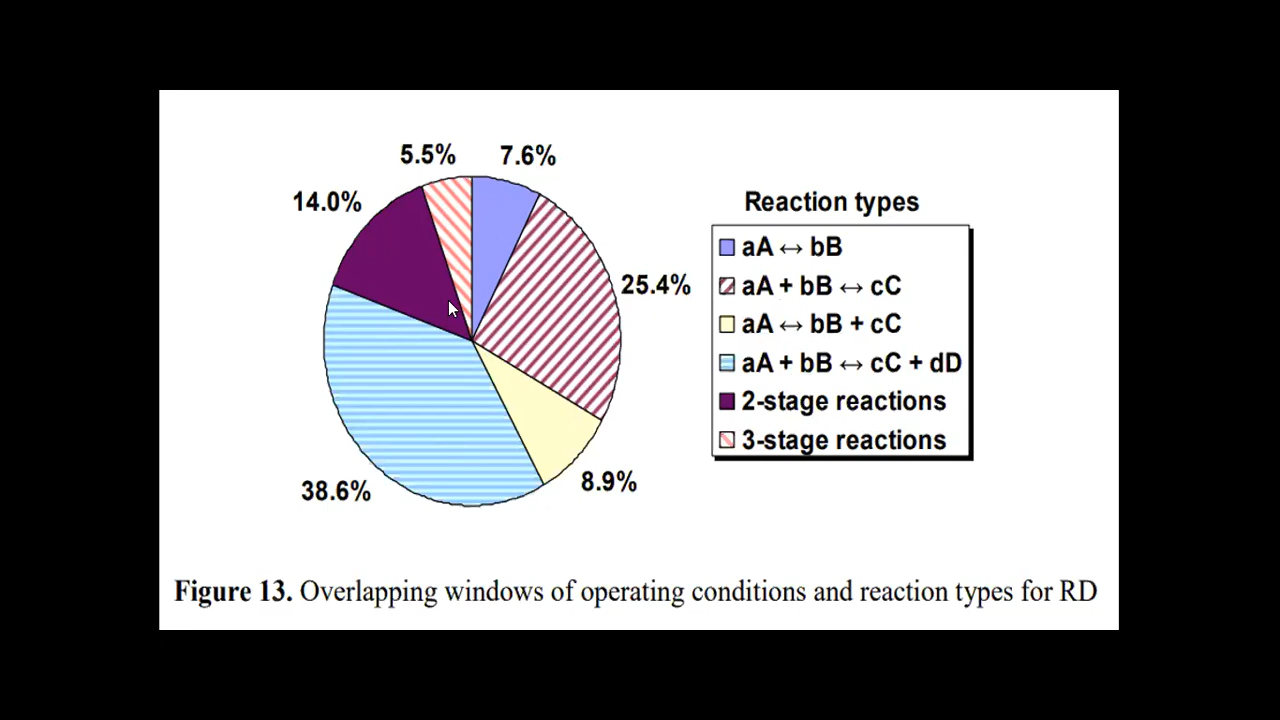 5.5%
7.6%
14.0%
25.4%
38.6%
8.9%
Reaction types
aA ↔ bB
aA + bB ↔ cC
aA ↔ bB + cC
aA + bB ↔ cC + dD
2-stage reactions
3-stage reactions
Figure 13. Overlapping windows of operating conditions and reaction types for RD